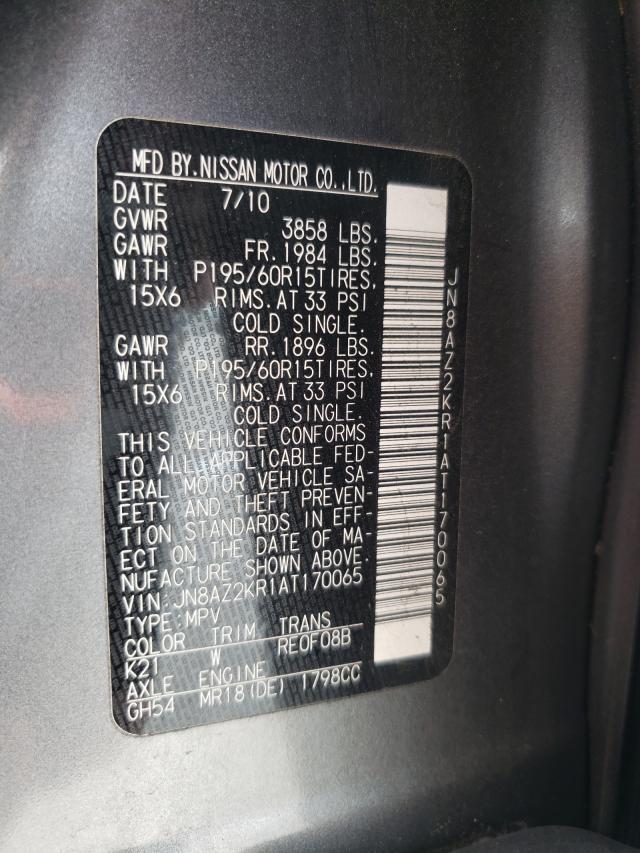 MFD BY.NISSAN MOTOR CO.,LTD.
DATE 7/10
GVWR 3858 LBS.
GAWR FR.1984 LBS.
WITH P195/60R15TIRES,
15X6 RIMS.AT 33 PSI
COLD SINGLE.
GAWR RR.1896 LBS.
WITH P195/60R15TIRES,
15X6 RIMS.AT 33 PSI
COLD SINGLE.
THIS VEHICLE CONFORMS
TO ALL APPLICABLE FED-
ERAL MOTOR VEHICLE SA-
FETY AND THEFT PREVEN-
TION STANDARDS IN EFF-
ECT ON THE DATE OF MA-
NUFACTURE SHOWN ABOVE.
VIN:JN8AZ2KR1AT170065
TYPE:MPV
COLOR TRIM TRANS
K21 W RE0F08B
AXLE ENGINE
GH54 MR18(DE) 1798CC
JN8AZ2KR1AT170065